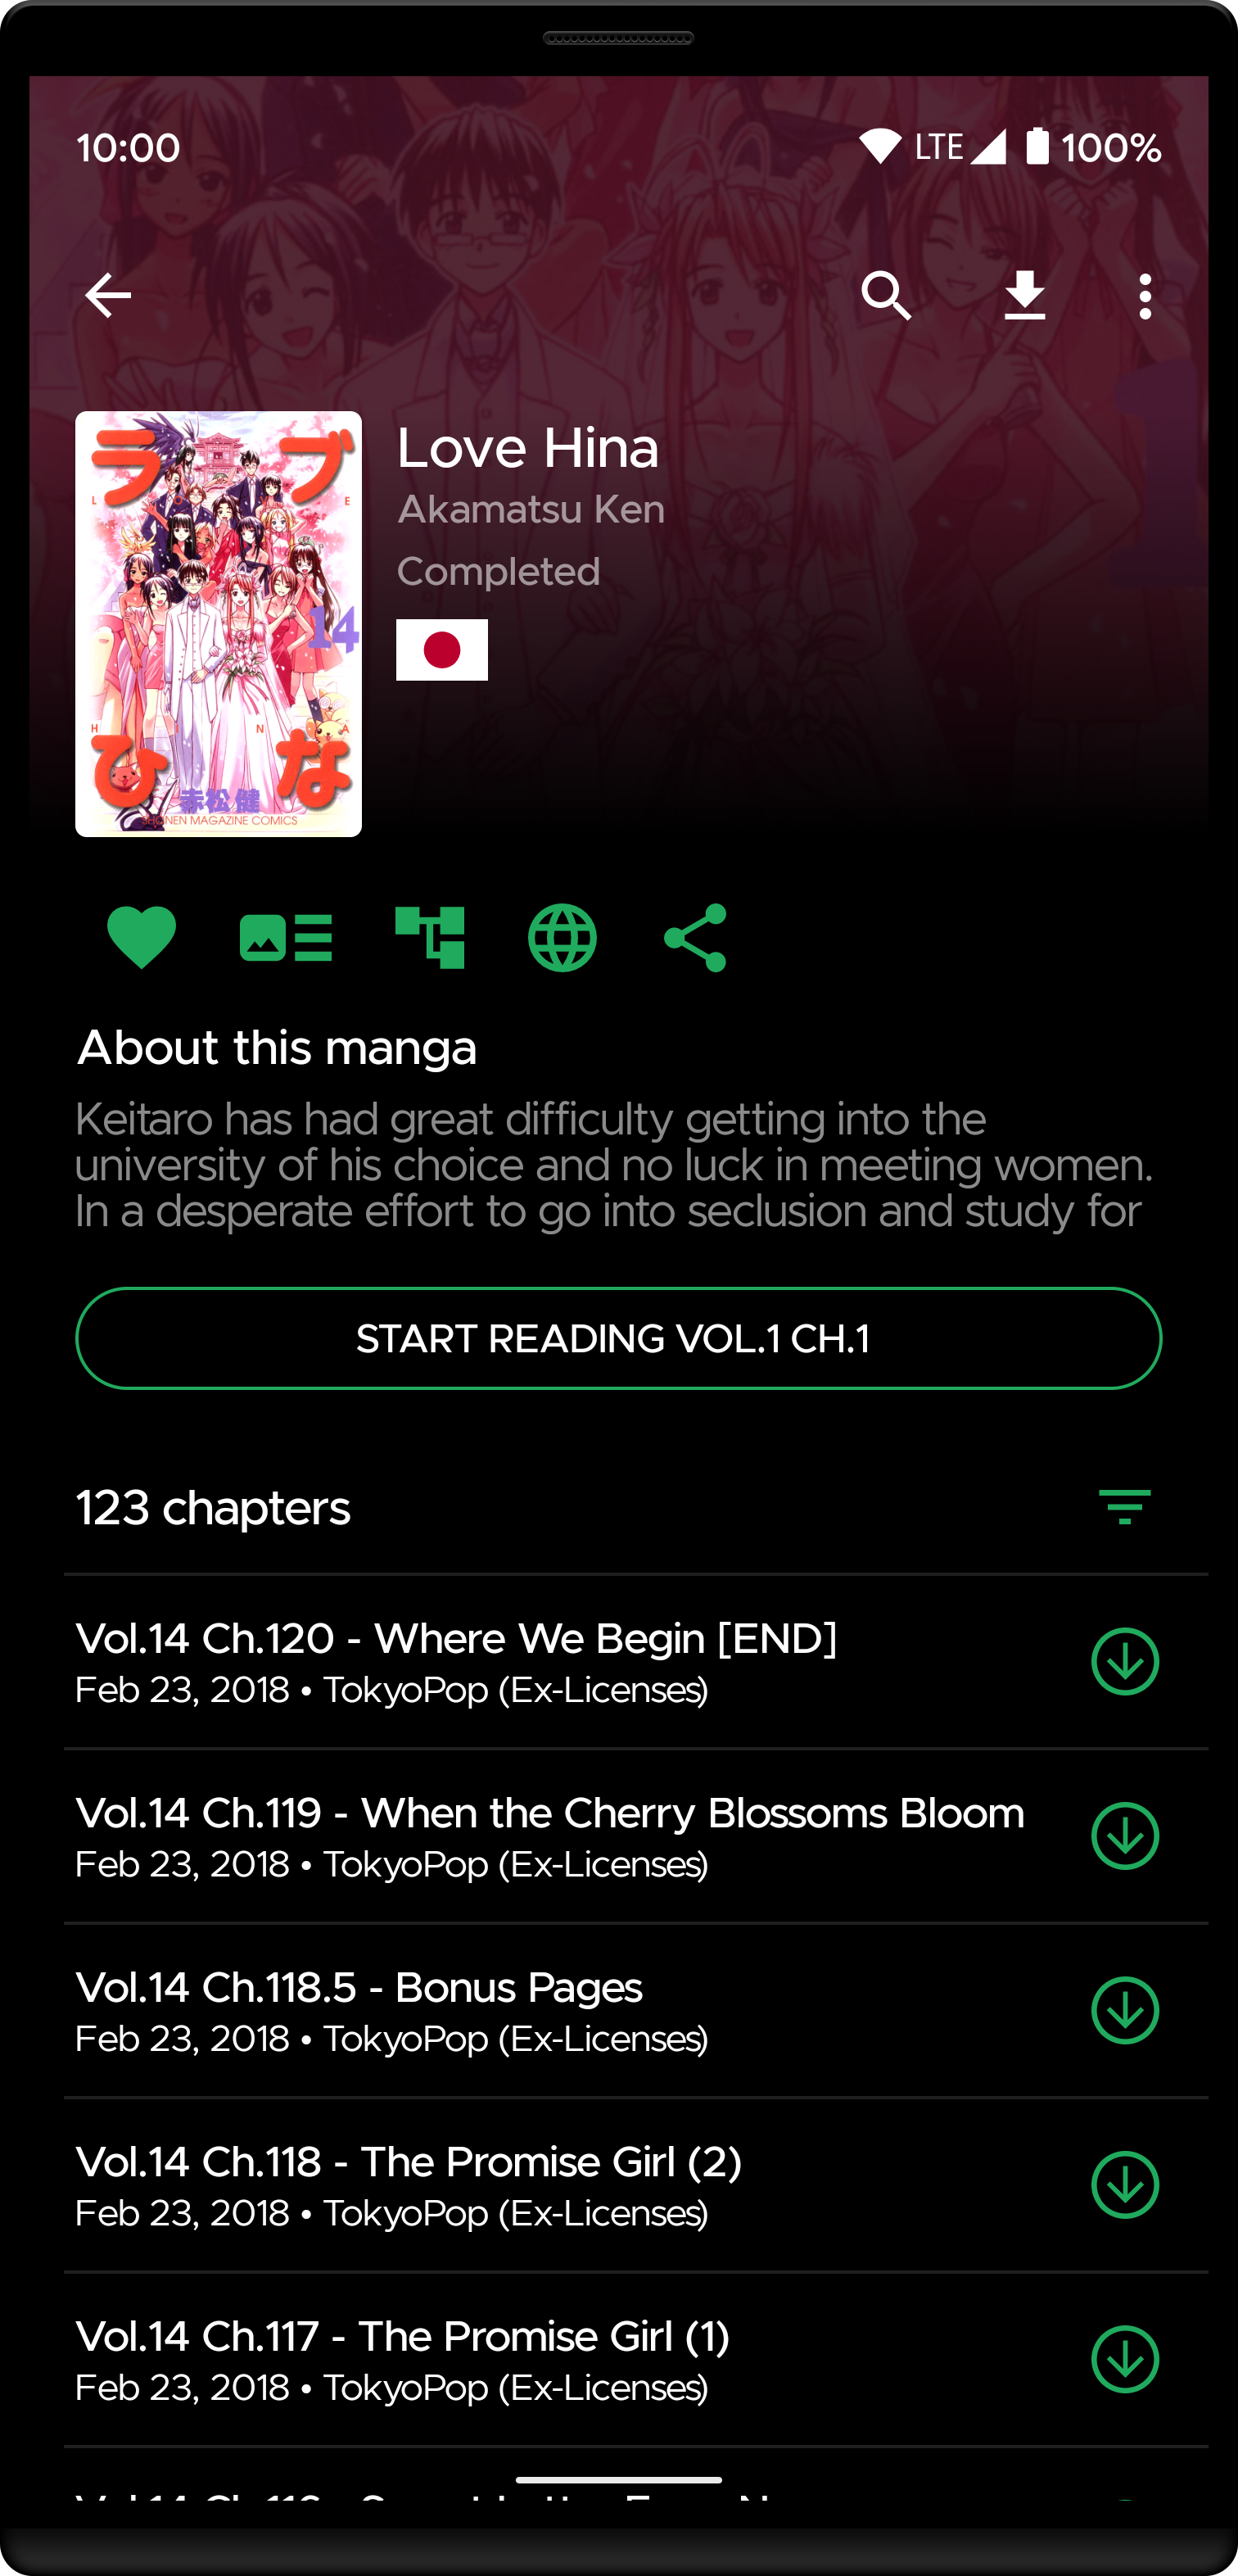 10:00 LTE 100%
ラブ
L O V E
14
H I N A
ひな
赤松健
SHONEN MAGAZINE COMICS
Love Hina
Akamatsu Ken
Completed
About this manga
Keitaro has had great difficulty getting into the
university of his choice and no luck in meeting women.
In a desperate effort to go into seclusion and study for
START READING VOL.1 CH.1
123 chapters
Vol.14 Ch.120 - Where We Begin [END]
Feb 23, 2018 • TokyoPop (Ex-Licenses)
Vol.14 Ch.119 - When the Cherry Blossoms Bloom
Feb 23, 2018 • TokyoPop (Ex-Licenses)
Vol.14 Ch.118.5 - Bonus Pages
Feb 23, 2018 • TokyoPop (Ex-Licenses)
Vol.14 Ch.118 - The Promise Girl (2)
Feb 23, 2018 • TokyoPop (Ex-Licenses)
Vol.14 Ch.117 - The Promise Girl (1)
Feb 23, 2018 • TokyoPop (Ex-Licenses)